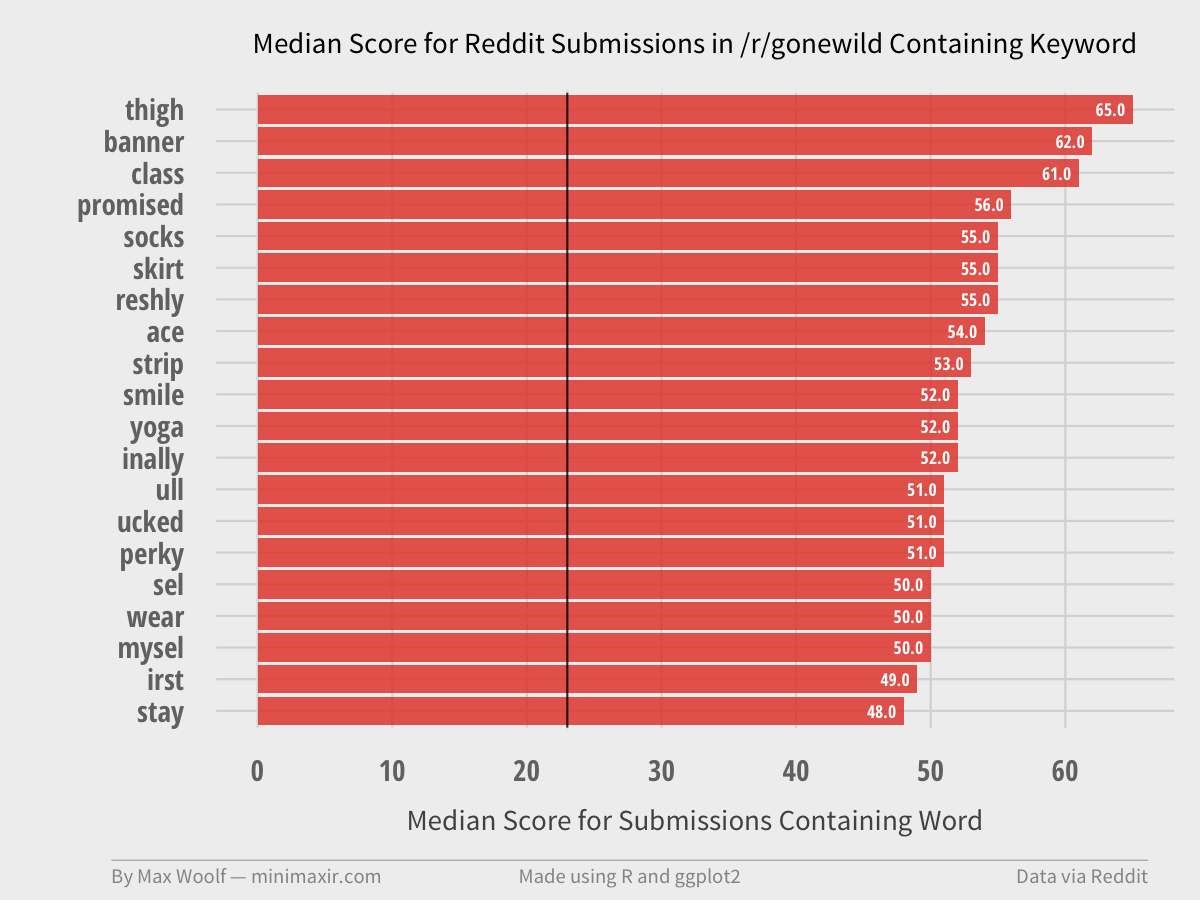 Median Score for Reddit Submissions in /r/gonewild Containing Keyword
thigh 65.0
banner 62.0
class 61.0
promised 56.0
socks 55.0
skirt 55.0
reshly 55.0
ace 54.0
strip 53.0
smile 52.0
yoga 52.0
inally 52.0
ull 51.0
ucked 51.0
perky 51.0
sel 50.0
wear 50.0
mysel 50.0
irst 49.0
stay 48.0
0 10 20 30 40 50 60
Median Score for Submissions Containing Word
By Max Woolf — minimaxir.com Made using R and ggplot2 Data via Reddit